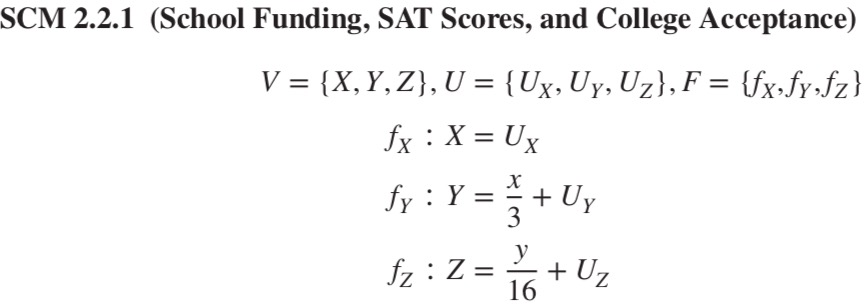 SCM 2.2.1 (School Funding, SAT Scores, and College Acceptance)
V = {X, Y, Z}, U = {U_X, U_Y, U_Z}, F = {f_X, f_Y, f_Z}
f_X : X = U_X
f_Y : Y = x/3 + U_Y
f_Z : Z = y/16 + U_Z